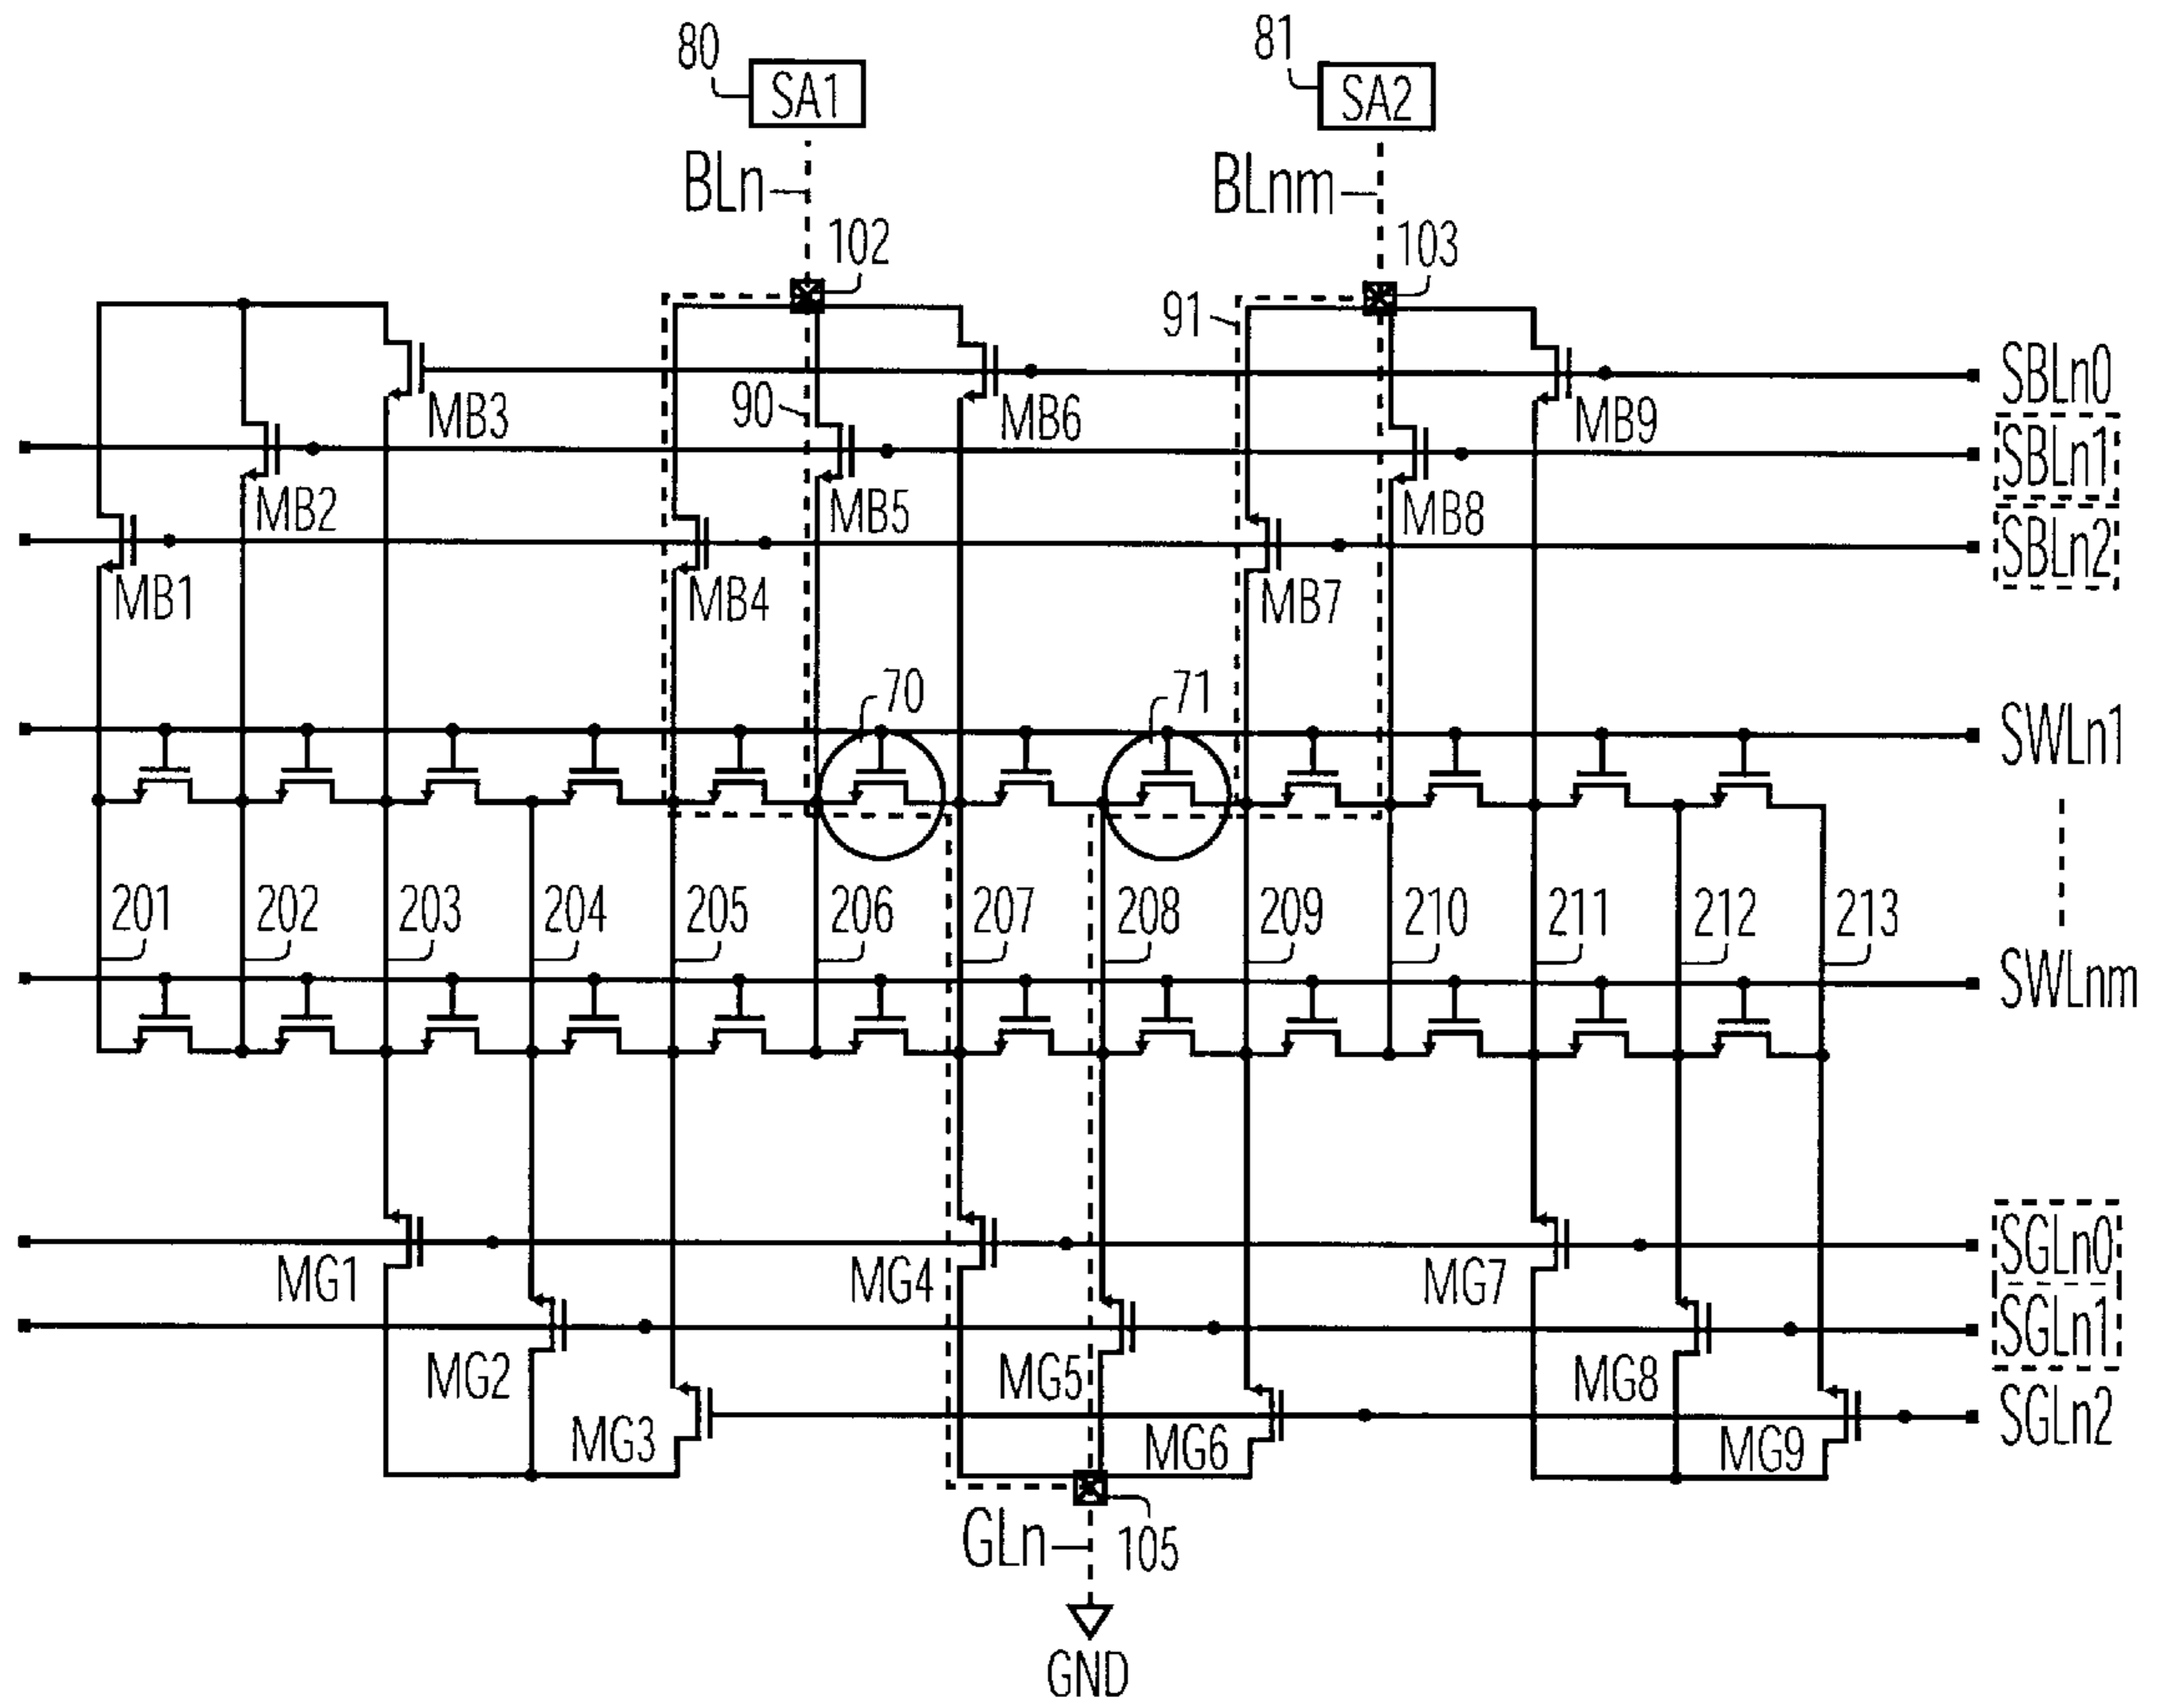 80
81
SA1
SA2
BLn
BLnm
102
103
91
90
MB3
MB6
MB9
SBLn0
MB2
MB5
MB8
SBLn1
MB1
MB4
MB7
SBLn2
70
71
SWLn1
201
202
203
204
205
206
207
208
209
210
211
212
213
SWLnm
MG1
MG4
MG7
SGLn0
MG2
MG5
MG8
SGLn1
MG3
MG6
MG9
SGLn2
GLn
105
GND